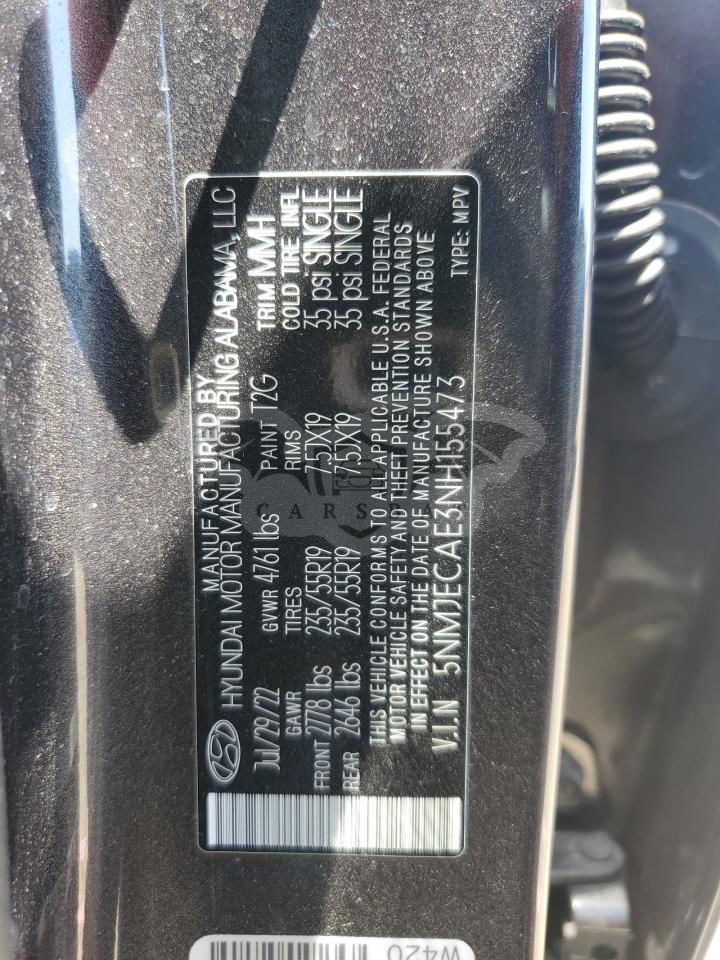 MANUFACTURED BY
HYUNDAI MOTOR MANUFACTURING ALABAMA, LLC
Jul/29/22 GVWR 4761 lbs PAINT T2G TRIM MMH
GAWR TIRES RIMS COLD TIRE INFL
FRONT 2778 lbs 235/55R19 7.5JX19 35 psi SINGLE
REAR 2646 lbs 235/55R19 7.5JX19 35 psi SINGLE
THIS VEHICLE CONFORMS TO ALL APPLICABLE U.S.A. FEDERAL
MOTOR VEHICLE SAFETY AND THEFT PREVENTION STANDARDS
IN EFFECT ON THE DATE OF MANUFACTURE SHOWN ABOVE
V.I.N 5NMJECAE3NH155473 TYPE: MPV
W420